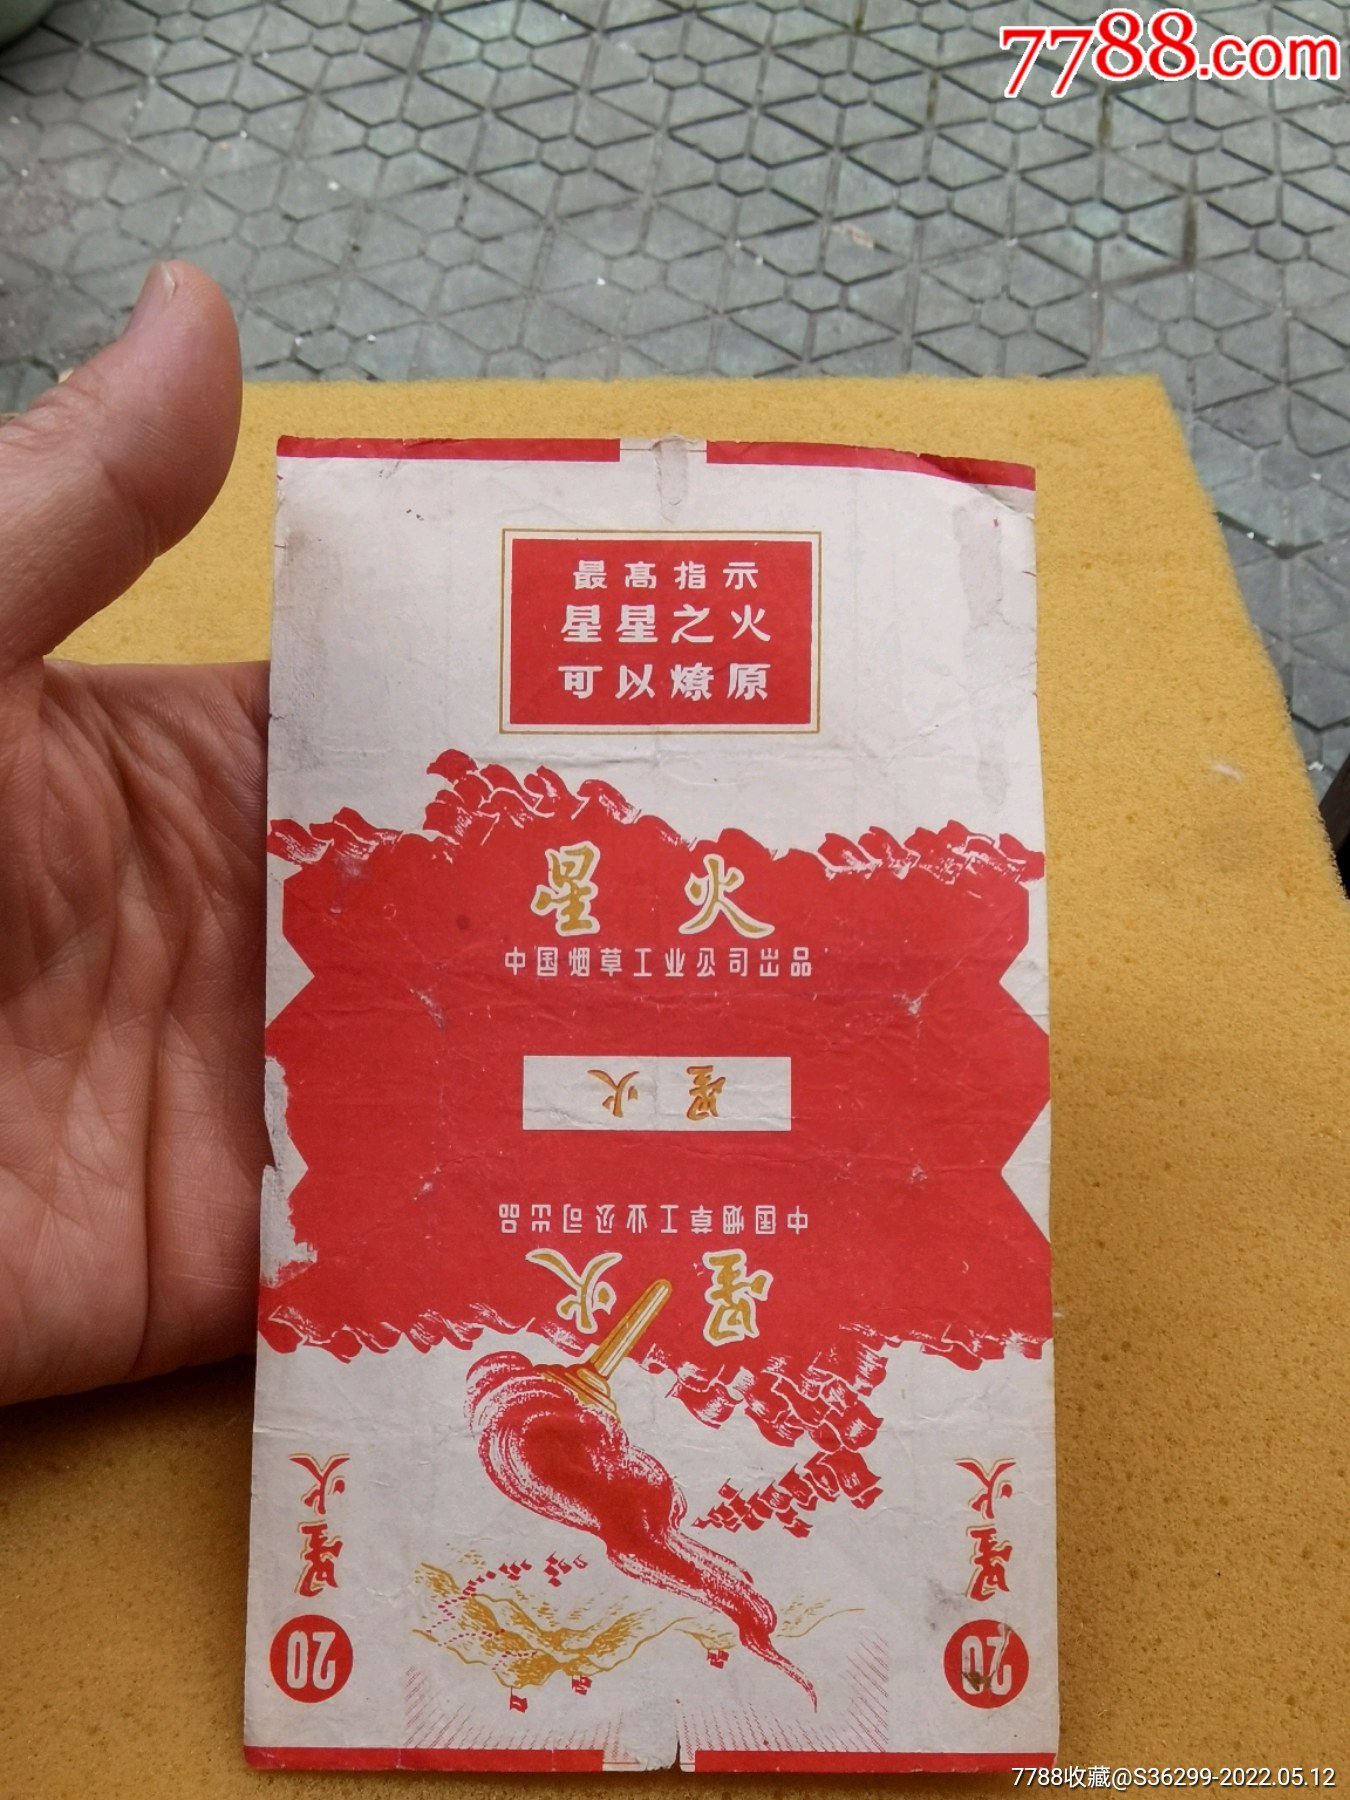 7788.com
最高指示
星星之火
可以燎原
星火
中国烟草工业公司出品
星火
中国烟草工业公司出品
星火
星火
20
星火
20
7788收藏@S36299-2022.05.12